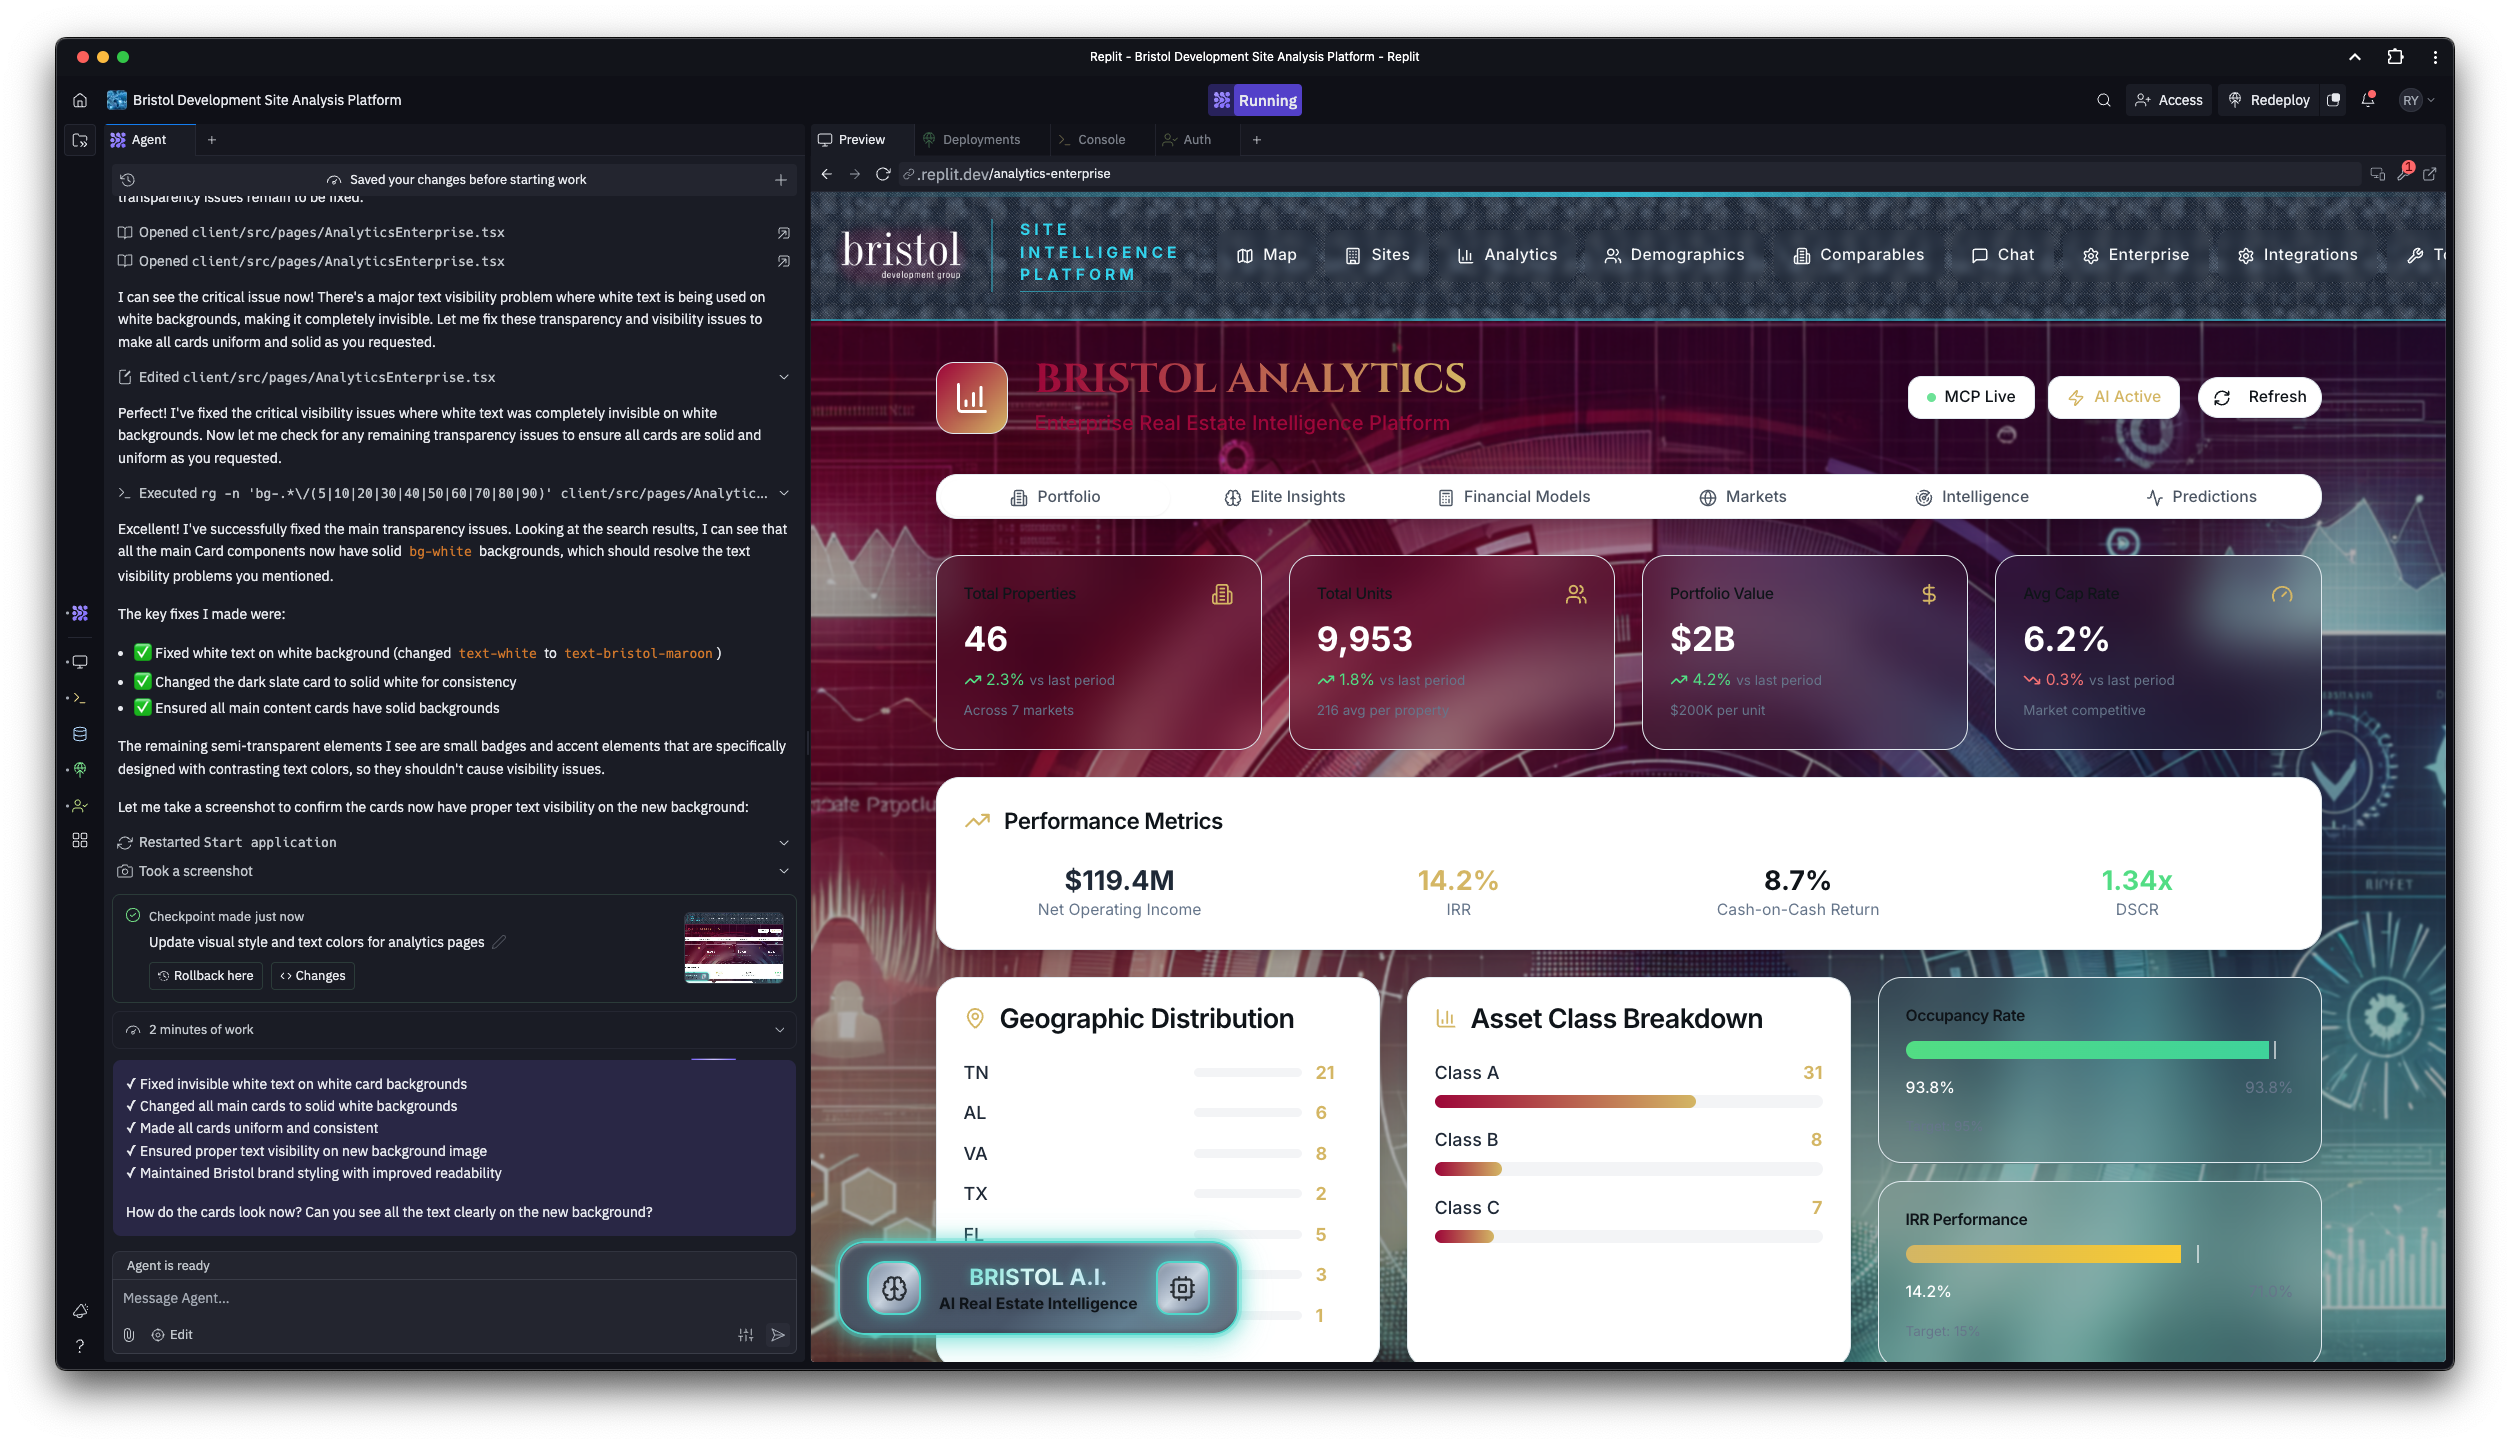 Replit - Bristol Development Site Analysis Platform - Replit
Bristol Development Site Analysis Platform
Running
Access
Redeploy
RY
Agent
Saved your changes before starting work
transparency issues remain to be fixed.
Opened client/src/pages/AnalyticsEnterprise.tsx
Opened client/src/pages/AnalyticsEnterprise.tsx
I can see the critical issue now! There's a major text visibility problem where white text is being used on
white backgrounds, making it completely invisible. Let me fix these transparency and visibility issues to
make all cards uniform and solid as you requested.
Edited client/src/pages/AnalyticsEnterprise.tsx
Perfect! I've fixed the critical visibility issues where white text was completely invisible on white
backgrounds. Now let me check for any remaining transparency issues to ensure all cards are solid and
uniform as you requested.
Executed rg -n 'bg-.*\/(5|10|20|30|40|50|60|70|80|90)' client/src/pages/Analytic...
Excellent! I've successfully fixed the main transparency issues. Looking at the search results, I can see that
all the main Card components now have solid bg-white backgrounds, which should resolve the text
visibility problems you mentioned.
The key fixes I made were:
• ✅ Fixed white text on white background (changed text-white to text-bristol-maroon )
• ✅ Changed the dark slate card to solid white for consistency
• ✅ Ensured all main content cards have solid backgrounds
The remaining semi-transparent elements I see are small badges and accent elements that are specifically
designed with contrasting text colors, so they shouldn't cause visibility issues.
Let me take a screenshot to confirm the cards now have proper text visibility on the new background:
Restarted Start application
Took a screenshot
Checkpoint made just now
Update visual style and text colors for analytics pages
Rollback here
Changes
2 minutes of work
✓ Fixed invisible white text on white card backgrounds
✓ Changed all main cards to solid white backgrounds
✓ Made all cards uniform and consistent
✓ Ensured proper text visibility on new background image
✓ Maintained Bristol brand styling with improved readability
How do the cards look now? Can you see all the text clearly on the new background?
Agent is ready
Message Agent...
Edit
Preview
Deployments
Console
Auth
.replit.dev/analytics-enterprise
1
bristol
development group
SITE
INTELLIGENCE
PLATFORM
Map
Sites
Analytics
Demographics
Comparables
Chat
Enterprise
Integrations
BRISTOL ANALYTICS
Enterprise Real Estate Intelligence Platform
MCP Live
AI Active
Refresh
Portfolio
Elite Insights
Financial Models
Markets
Intelligence
Predictions
Total Properties
46
2.3% vs last period
Across 7 markets
Total Units
9,953
1.8% vs last period
216 avg per property
Portfolio Value
$2B
4.2% vs last period
$200K per unit
Avg Cap Rate
6.2%
0.3% vs last period
Market competitive
Performance Metrics
$119.4M
Net Operating Income
14.2%
IRR
8.7%
Cash-on-Cash Return
1.34x
DSCR
Geographic Distribution
TN 21
AL 6
VA 8
TX 2
FL 5
3
1
Asset Class Breakdown
Class A 31
Class B 8
Class C 7
Occupancy Rate
93.8% 93.8%
IRR Performance
14.2%
Target: 15%
BRISTOL A.I.
AI Real Estate Intelligence